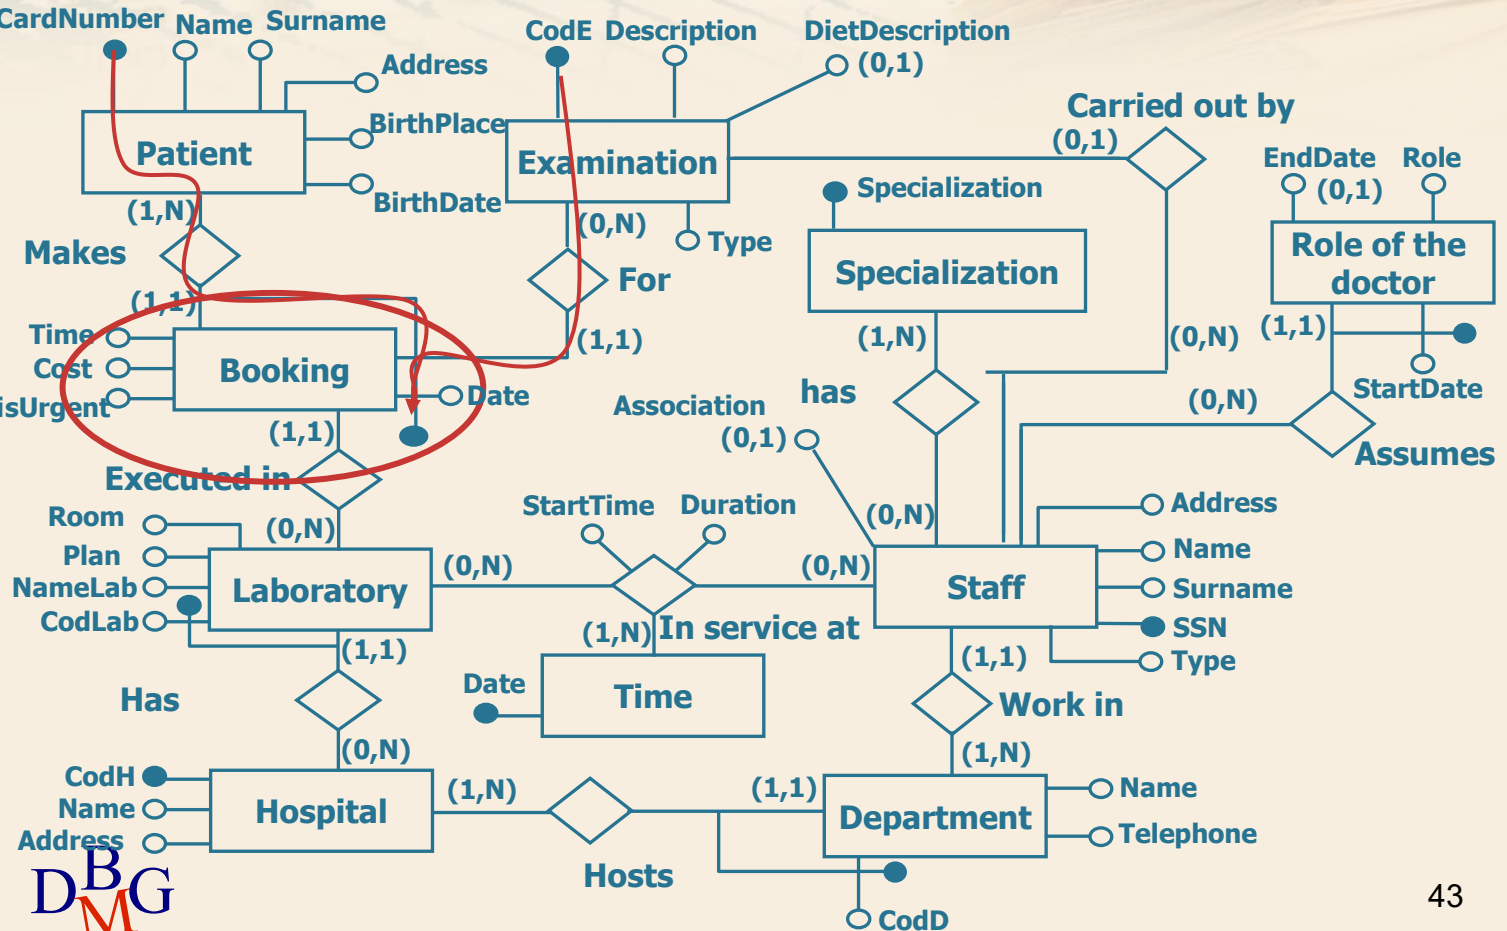 CardNumber
Name
Surname
Address
BirthPlace
BirthDate
Patient
(1,N)
Makes
(1,1)
CodE
Description
DietDescription
(0,1)
Examination
(0,N)
Type
For
(1,1)
Carried out by
(0,1)
(0,N)
Specialization
Specialization
(1,N)
has
(0,N)
EndDate
(0,1)
Role
Role of the
doctor
(1,1)
StartDate
(0,N)
Assumes
Time
Cost
isUrgent
Booking
Date
(1,1)
Executed in
(0,N)
Association
(0,1)
Room
Plan
NameLab
CodLab
Laboratory
(0,N)
StartTime
Duration
(0,N)
In service at
(1,N)
Staff
Address
Name
Surname
SSN
Type
(1,1)
Has
(0,N)
Date
Time
(1,1)
Work in
(1,N)
CodH
Name
Address
Hospital
(1,N)
Hosts
(1,1)
Department
Name
Telephone
CodD
DBMG
43